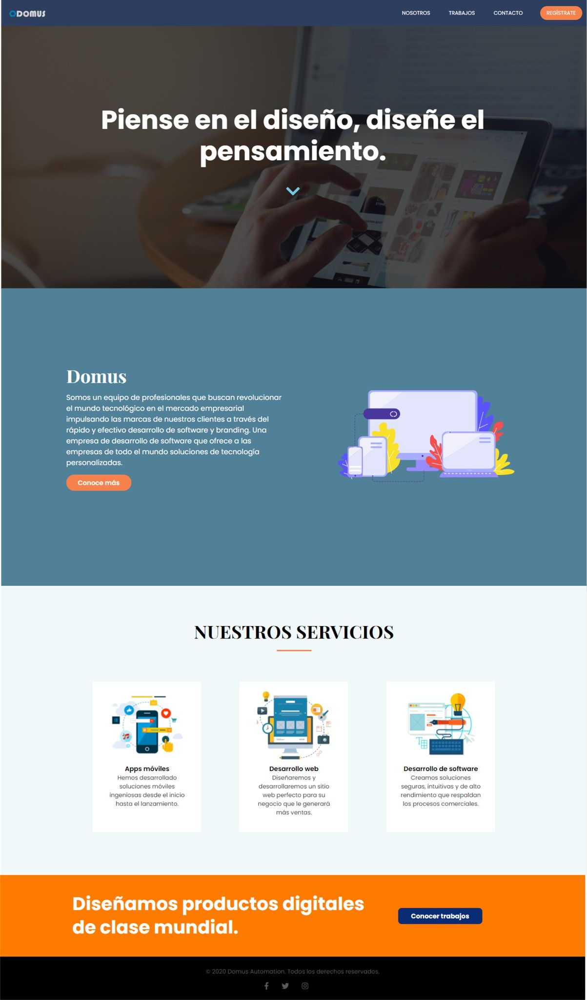 DOMUS
NOSOTROS
TRABAJOS
CONTACTO
REGÍSTRATE
Piense en el diseño, diseñe el
pensamiento.
Domus
Somos un equipo de profesionales que buscan revolucionar
el mundo tecnológico en el mercado empresarial
impulsando las marcas de nuestros clientes a través del
rápido y efectivo desarrollo de software y branding. Una
empresa de desarrollo de software que ofrece a las
empresas de todo el mundo soluciones de tecnología
personalizadas.
Conoce más
NUESTROS SERVICIOS
Apps móviles
Hemos desarrollado
soluciones móviles
ingeniosas desde el inicio
hasta el lanzamiento.
Desarrollo web
Diseñaremos y
desarrollaremos un sitio
web perfecto para su
negocio que le generará
más ventas.
Desarrollo de software
Creamos soluciones
seguras, intuitivas y de alto
rendimiento que respaldan
los procesos comerciales.
Diseñamos productos digitales
de clase mundial.
Conocer trabajos
© 2020 Domus Automation. Todos los derechos reservados.